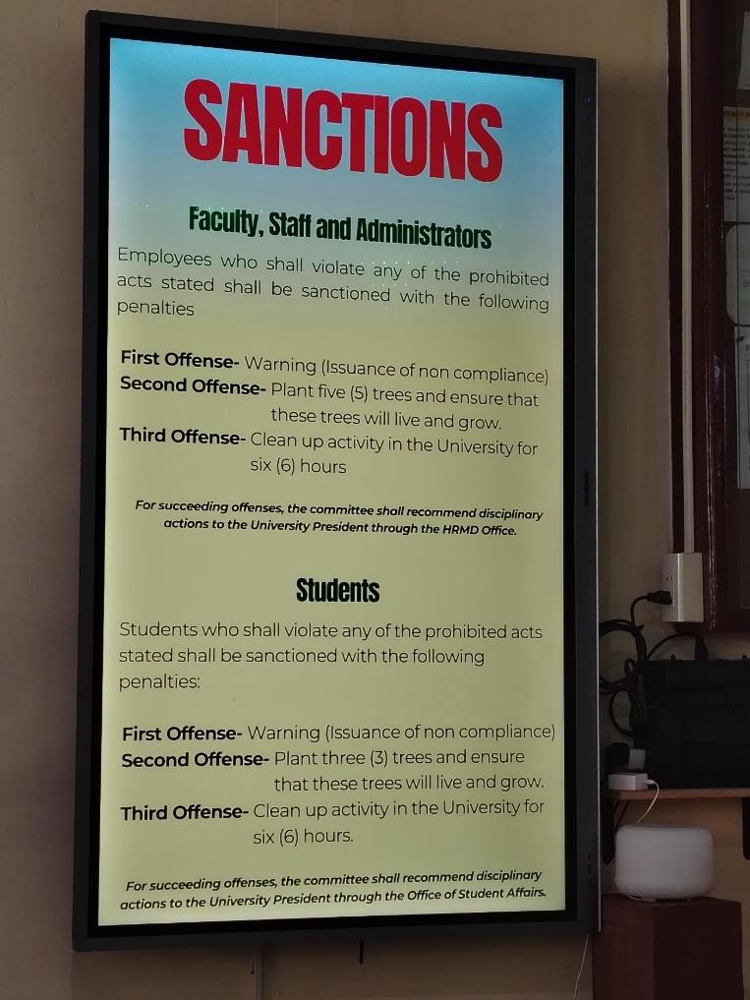 SANCTIONS
Faculty, Staff and Administrators
Employees who shall violate any of the prohibited
acts stated shall be sanctioned with the following
penalties
First Offense- Warning (Issuance of non compliance)
Second Offense- Plant five (5) trees and ensure that
these trees will live and grow.
Third Offense- Clean up activity in the University for
six (6) hours
For succeeding offenses, the committee shall recommend disciplinary
actions to the University President through the HRMD Office.
Students
Students who shall violate any of the prohibited acts
stated shall be sanctioned with the following
penalties:
First Offense- Warning (Issuance of non compliance)
Second Offense- Plant three (3) trees and ensure
that these trees will live and grow.
Third Offense- Clean up activity in the University for
six (6) hours.
For succeeding offenses, the committee shall recommend disciplinary
actions to the University President through the Office of Student Affairs.